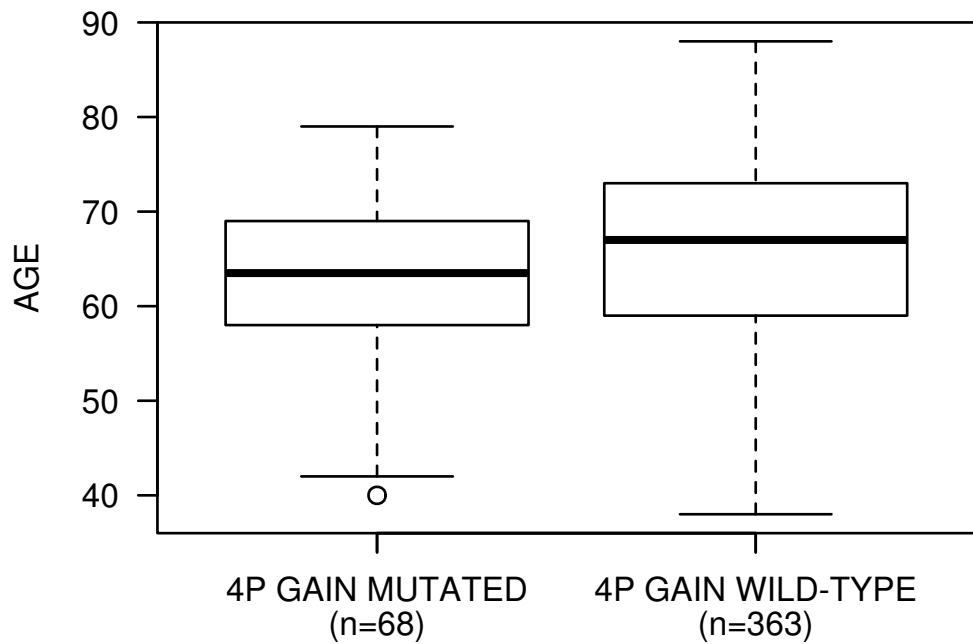 90
80
70
60
50
40
AGE
4P GAIN MUTATED
(n=68)
4P GAIN WILD-TYPE
(n=363)